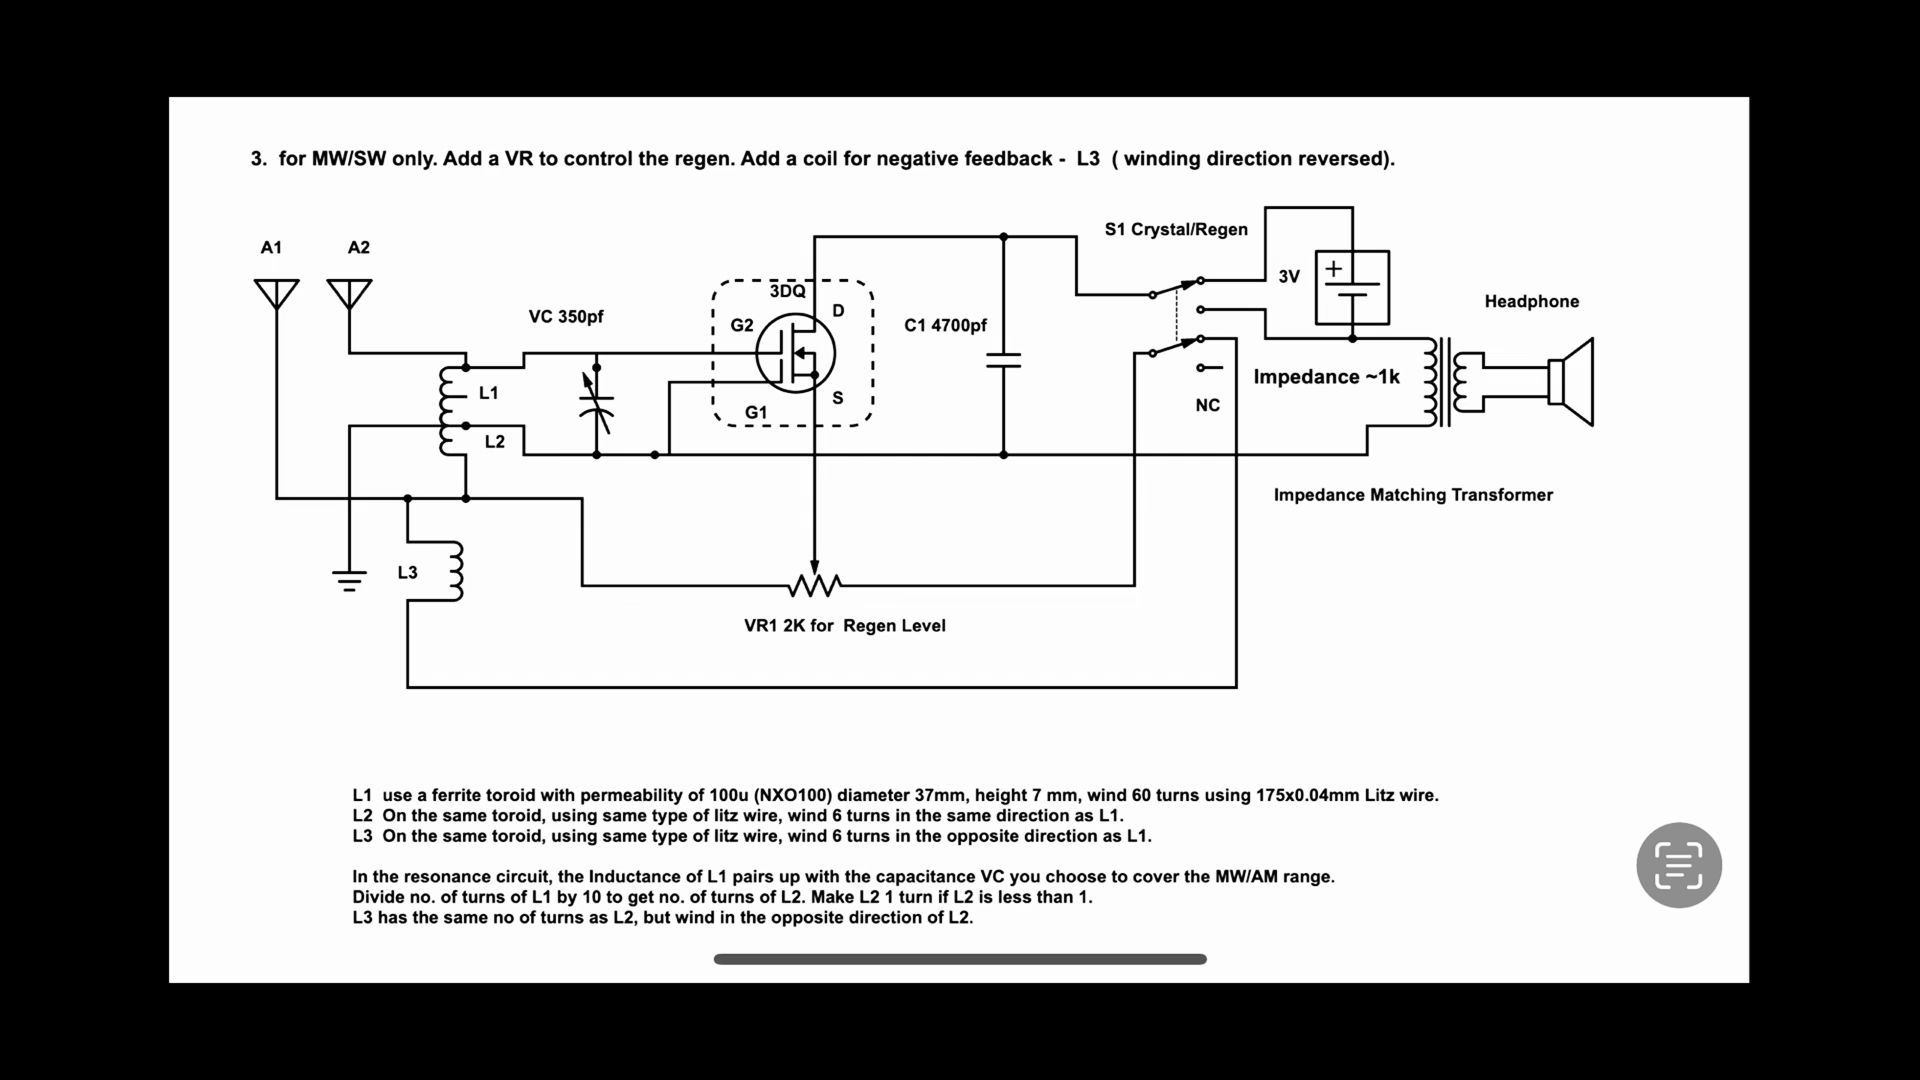 3. for MW/SW only. Add a VR to control the regen. Add a coil for negative feedback - L3 ( winding direction reversed).
S1 Crystal/Regen
A1
A2
3V
+
3DQ
Headphone
D
VC 350pf
G2
C1 4700pf
Impedance ~1k
L1
S
NC
G1
L2
Impedance Matching Transformer
L3
VR1 2K for Regen Level
L1 use a ferrite toroid with permeability of 100u (NXO100) diameter 37mm, height 7 mm, wind 60 turns using 175x0.04mm Litz wire.
L2 On the same toroid, using same type of litz wire, wind 6 turns in the same direction as L1.
L3 On the same toroid, using same type of litz wire, wind 6 turns in the opposite direction as L1.
In the resonance circuit, the Inductance of L1 pairs up with the capacitance VC you choose to cover the MW/AM range.
Divide no. of turns of L1 by 10 to get no. of turns of L2. Make L2 1 turn if L2 is less than 1.
L3 has the same no of turns as L2, but wind in the opposite direction of L2.